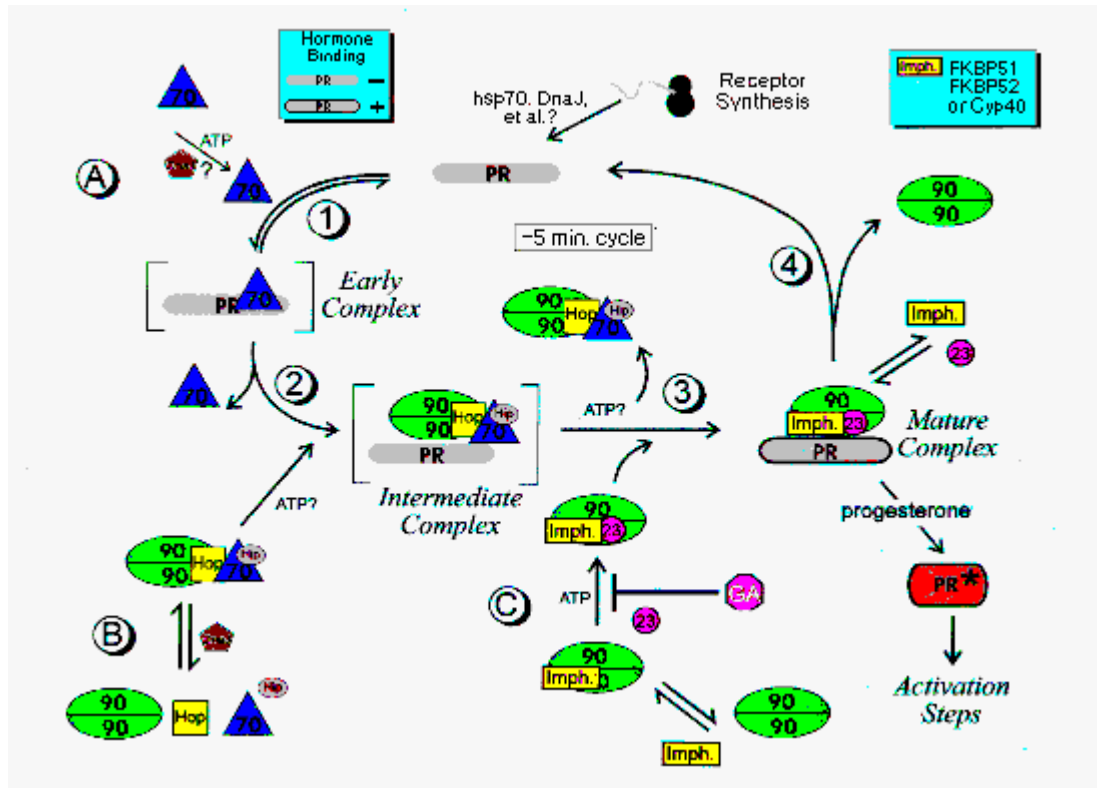 Hormone
Binding
PR −
PR +
Imph. FKBP51
FKBP52
or Cyp40
70
ATP
?
70
A
hsp70. DnaJ,
et al.?
Receptor
Synthesis
PR
90
90
1
~5 min. cycle
4
PR 70
Early
Complex
90
90
Hop
Hip
70
Imph.
23
70
2
90
90
Hop
Hip
70
PR
ATP?
3
90
Imph. 23
PR
Mature
Complex
Intermediate
Complex
ATP?
90
Imph. 23
progesterone
90
90
Hop
Hip
70
C
ATP
GA
PR*
23
B
90
Imph.
Activation
Steps
90
90
Hop
Hip
70
90
90
Imph.